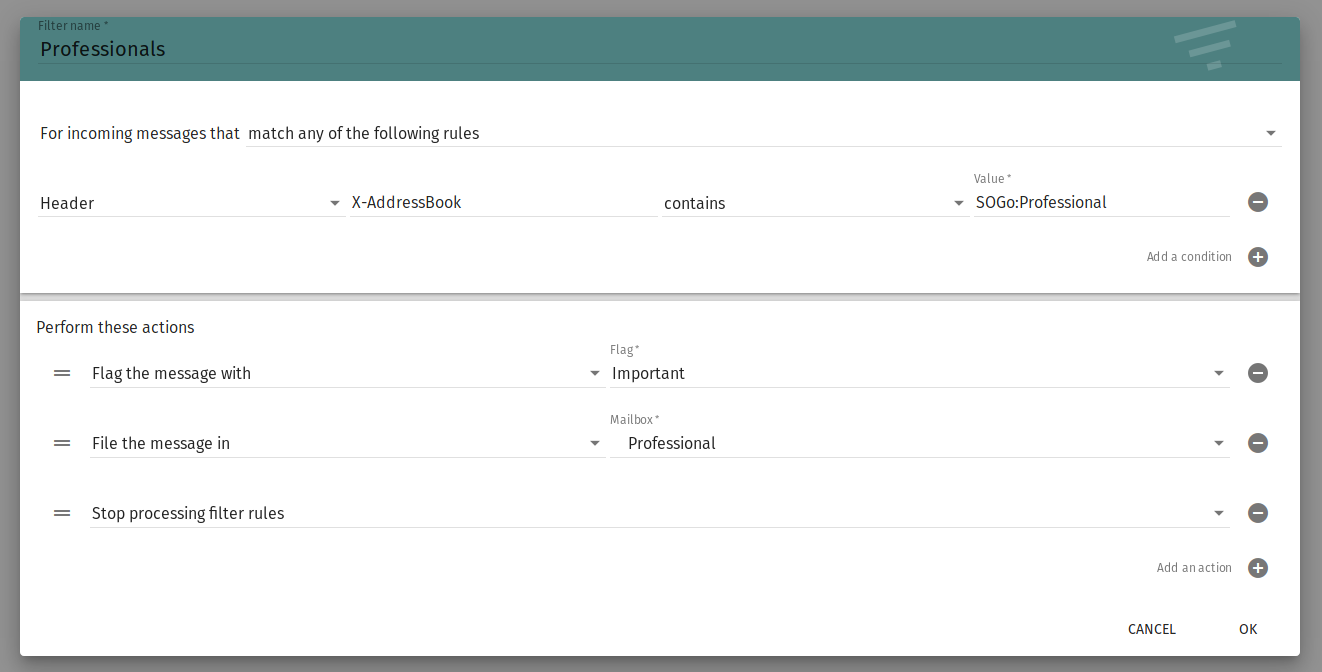 Filter name *
Professionals
For incoming messages that match any of the following rules
Value *
Header X-AddressBook contains SOGo:Professional
Add a condition
Perform these actions
Flag *
Flag the message with Important
Mailbox *
File the message in Professional
Stop processing filter rules
Add an action
CANCEL OK